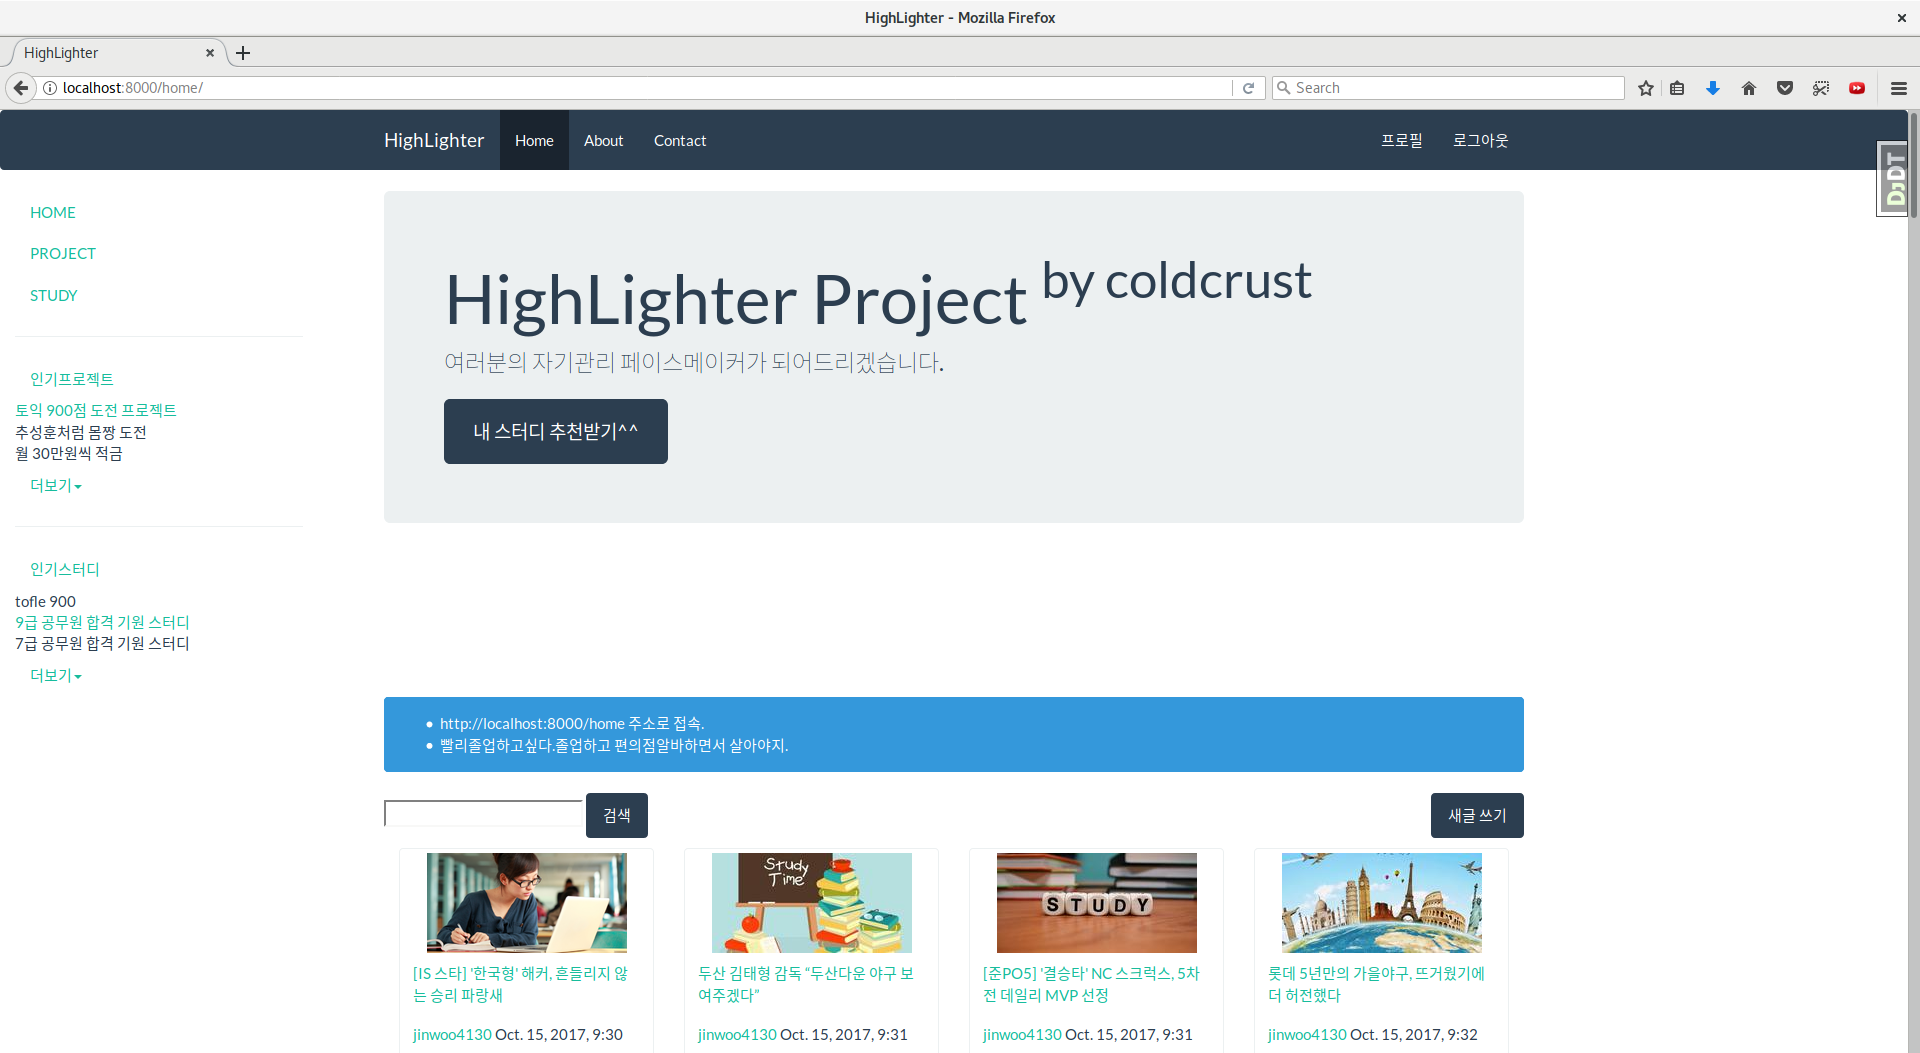 HighLighter - Mozilla Firefox
HighLighter
localhost:8000/home/
Search
HighLighter Home About Contact 프로필 로그아웃
DJDT
HOME
PROJECT
STUDY
인기프로젝트
토익 900점 도전 프로젝트
추성훈처럼 몸짱 도전
월 30만원씩 적금
더보기
인기스터디
tofle 900
9급 공무원 합격 기원 스터디
7급 공무원 합격 기원 스터디
더보기
HighLighter Project by coldcrust
여러분의 자기관리 페이스메이커가 되어드리겠습니다.
내 스터디 추천받기^^
http://localhost:8000/home 주소로 접속.
빨리졸업하고싶다.졸업하고 편의점알바하면서 살아야지.
검색
새글 쓰기
[IS 스타] '한국형' 해커, 흔들리지 않
는 승리 파랑새
jinwoo4130 Oct. 15, 2017, 9:30
Study
Time
두산 김태형 감독 “두산다운 야구 보
여주겠다”
jinwoo4130 Oct. 15, 2017, 9:31
STUDY
[준PO5] '결승타' NC 스크럭스, 5차
전 데일리 MVP 선정
jinwoo4130 Oct. 15, 2017, 9:31
롯데 5년만의 가을야구, 뜨거웠기에
더 허전했다
jinwoo4130 Oct. 15, 2017, 9:32